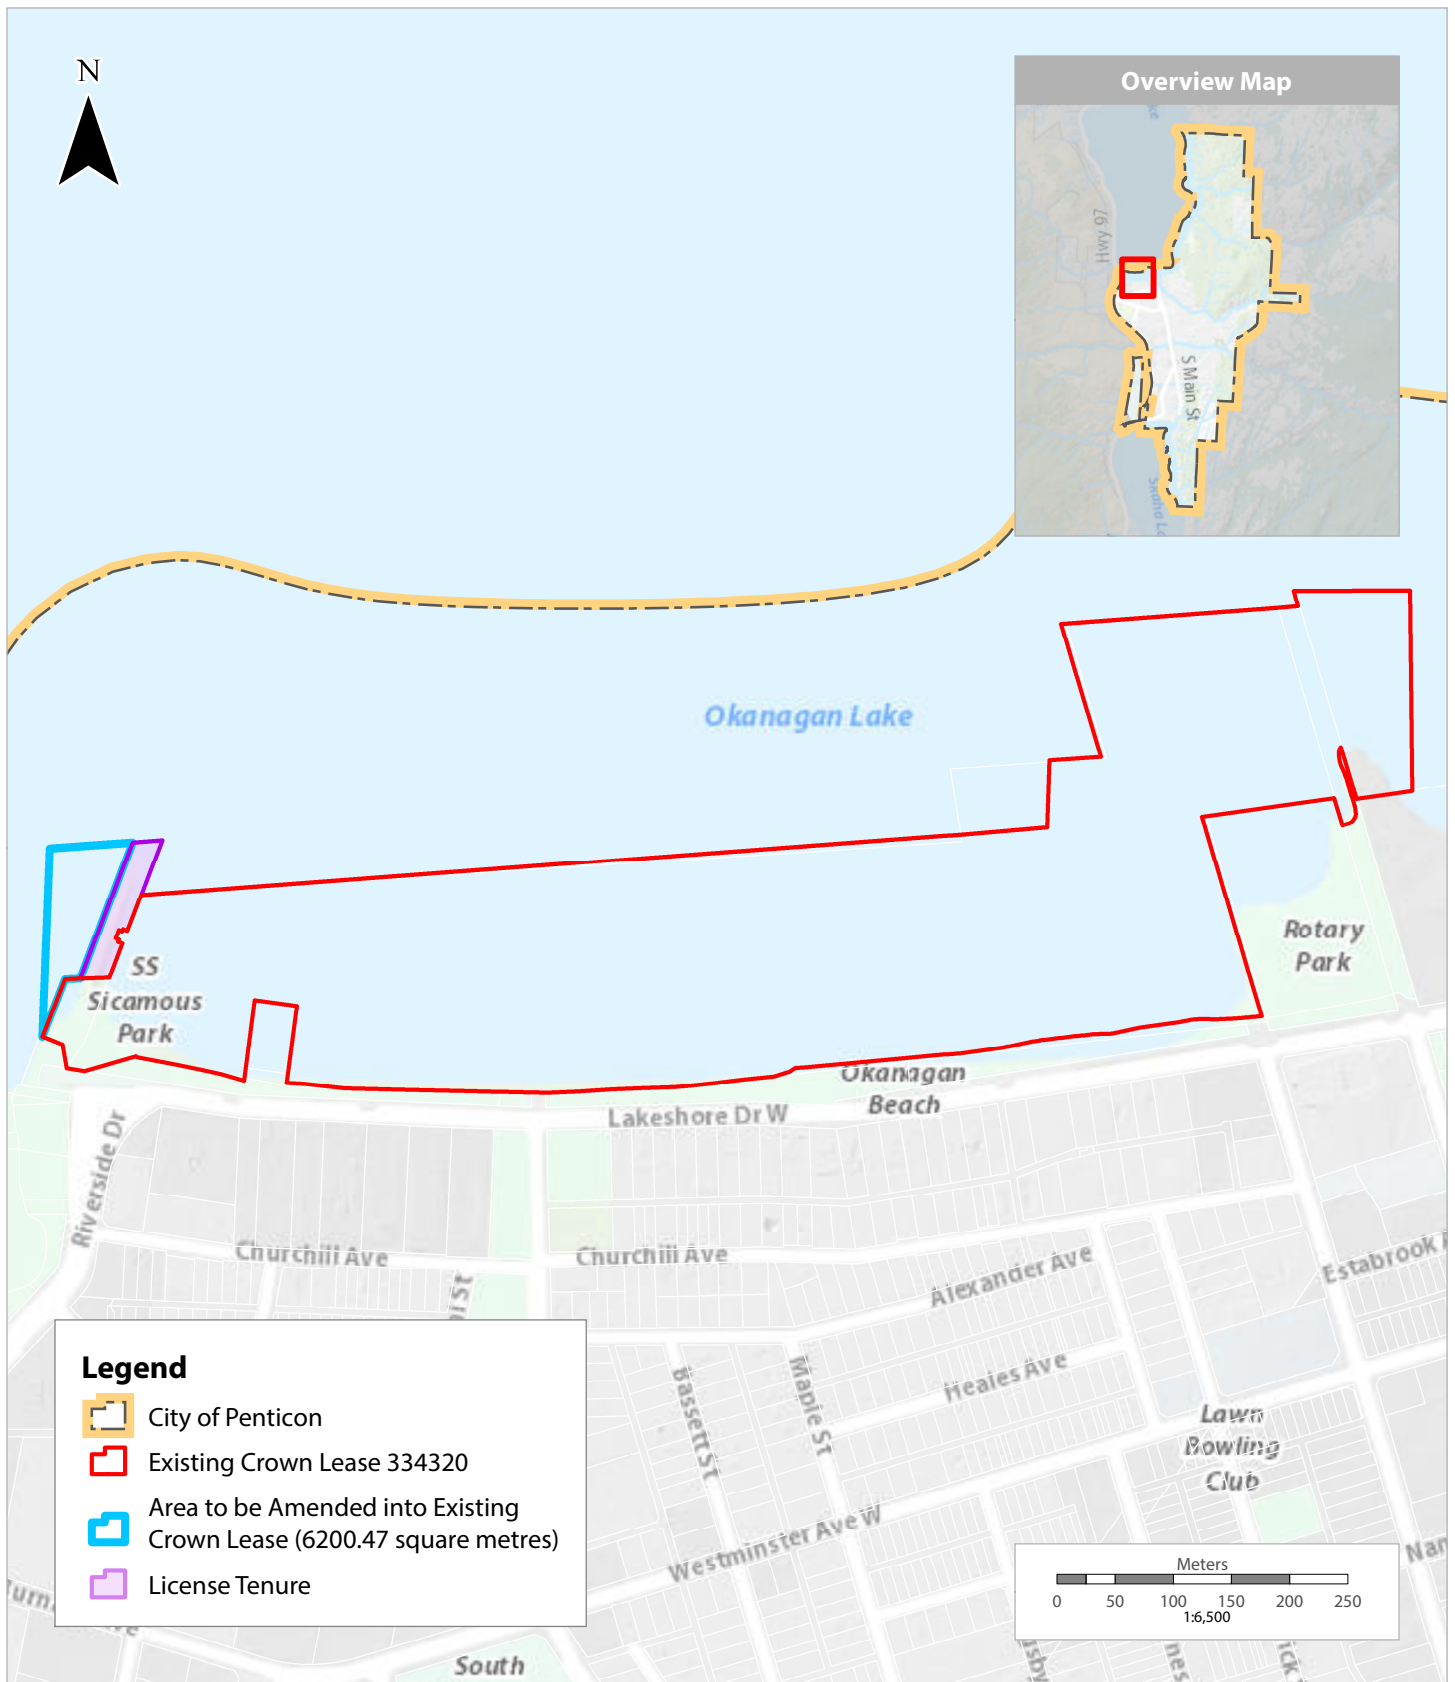 N
Overview Map
Hwy 97
S Main St
Okanagan Lake
SS
Sicamous
Park
Rotary
Park
Okanagan
Beach
Lakeshore Dr W
Riverside Dr
Churchill Ave
Churchill Ave
Alexander Ave
Estabrook
Heales Ave
Bassett St
Maple St
Lawn
Bowling
Club
Westminster Ave W
South
Legend
City of Penticon
Existing Crown Lease 334320
Area to be Amended into Existing
Crown Lease (6200.47 square metres)
License Tenure
Meters
0 50 100 150 200 250
1:6,500